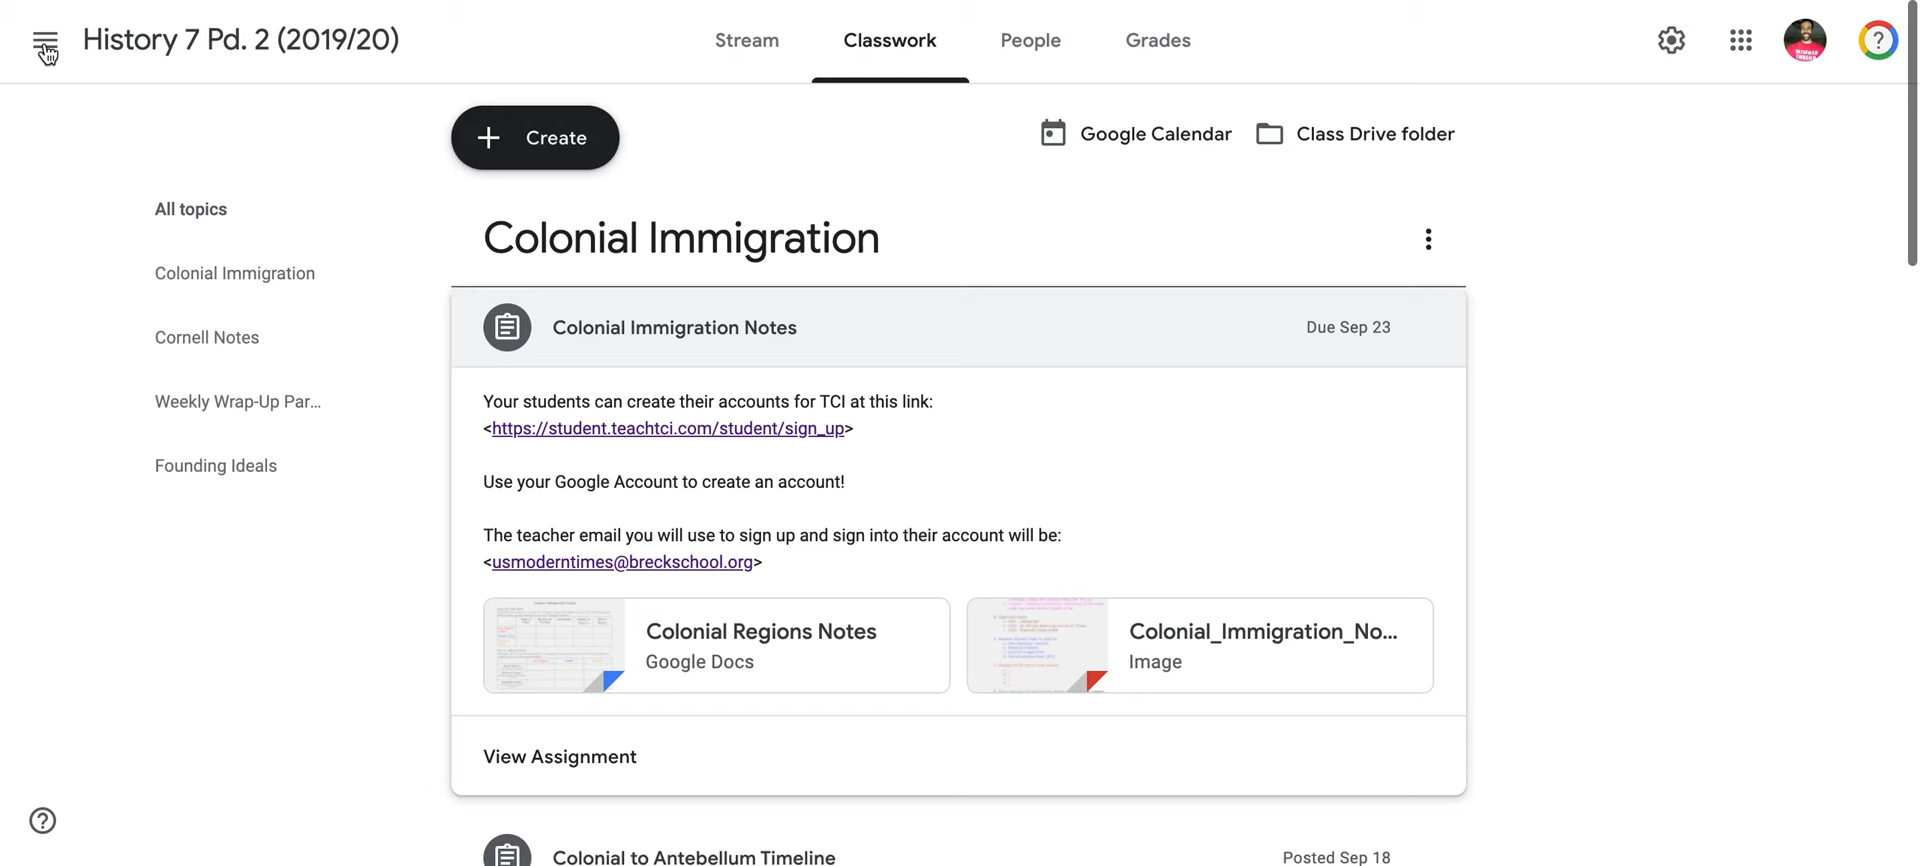 History 7 Pd. 2 (2019/20)
Stream
Classwork
People
Grades
Create
Google Calendar
Class Drive folder
All topics
Colonial Immigration
Cornell Notes
Weekly Wrap-Up Par...
Founding Ideals
Colonial Immigration
Colonial Immigration Notes
Due Sep 23
Your students can create their accounts for TCI at this link:
<https://student.teachtci.com/student/sign_up>
Use your Google Account to create an account!
The teacher email you will use to sign up and sign into their account will be:
<usmoderntimes@breckschool.org>
Colonial Regions Notes
Google Docs
Colonial_Immigration_No...
Image
View Assignment
Colonial to Antebellum Timeline
Posted Sep 18